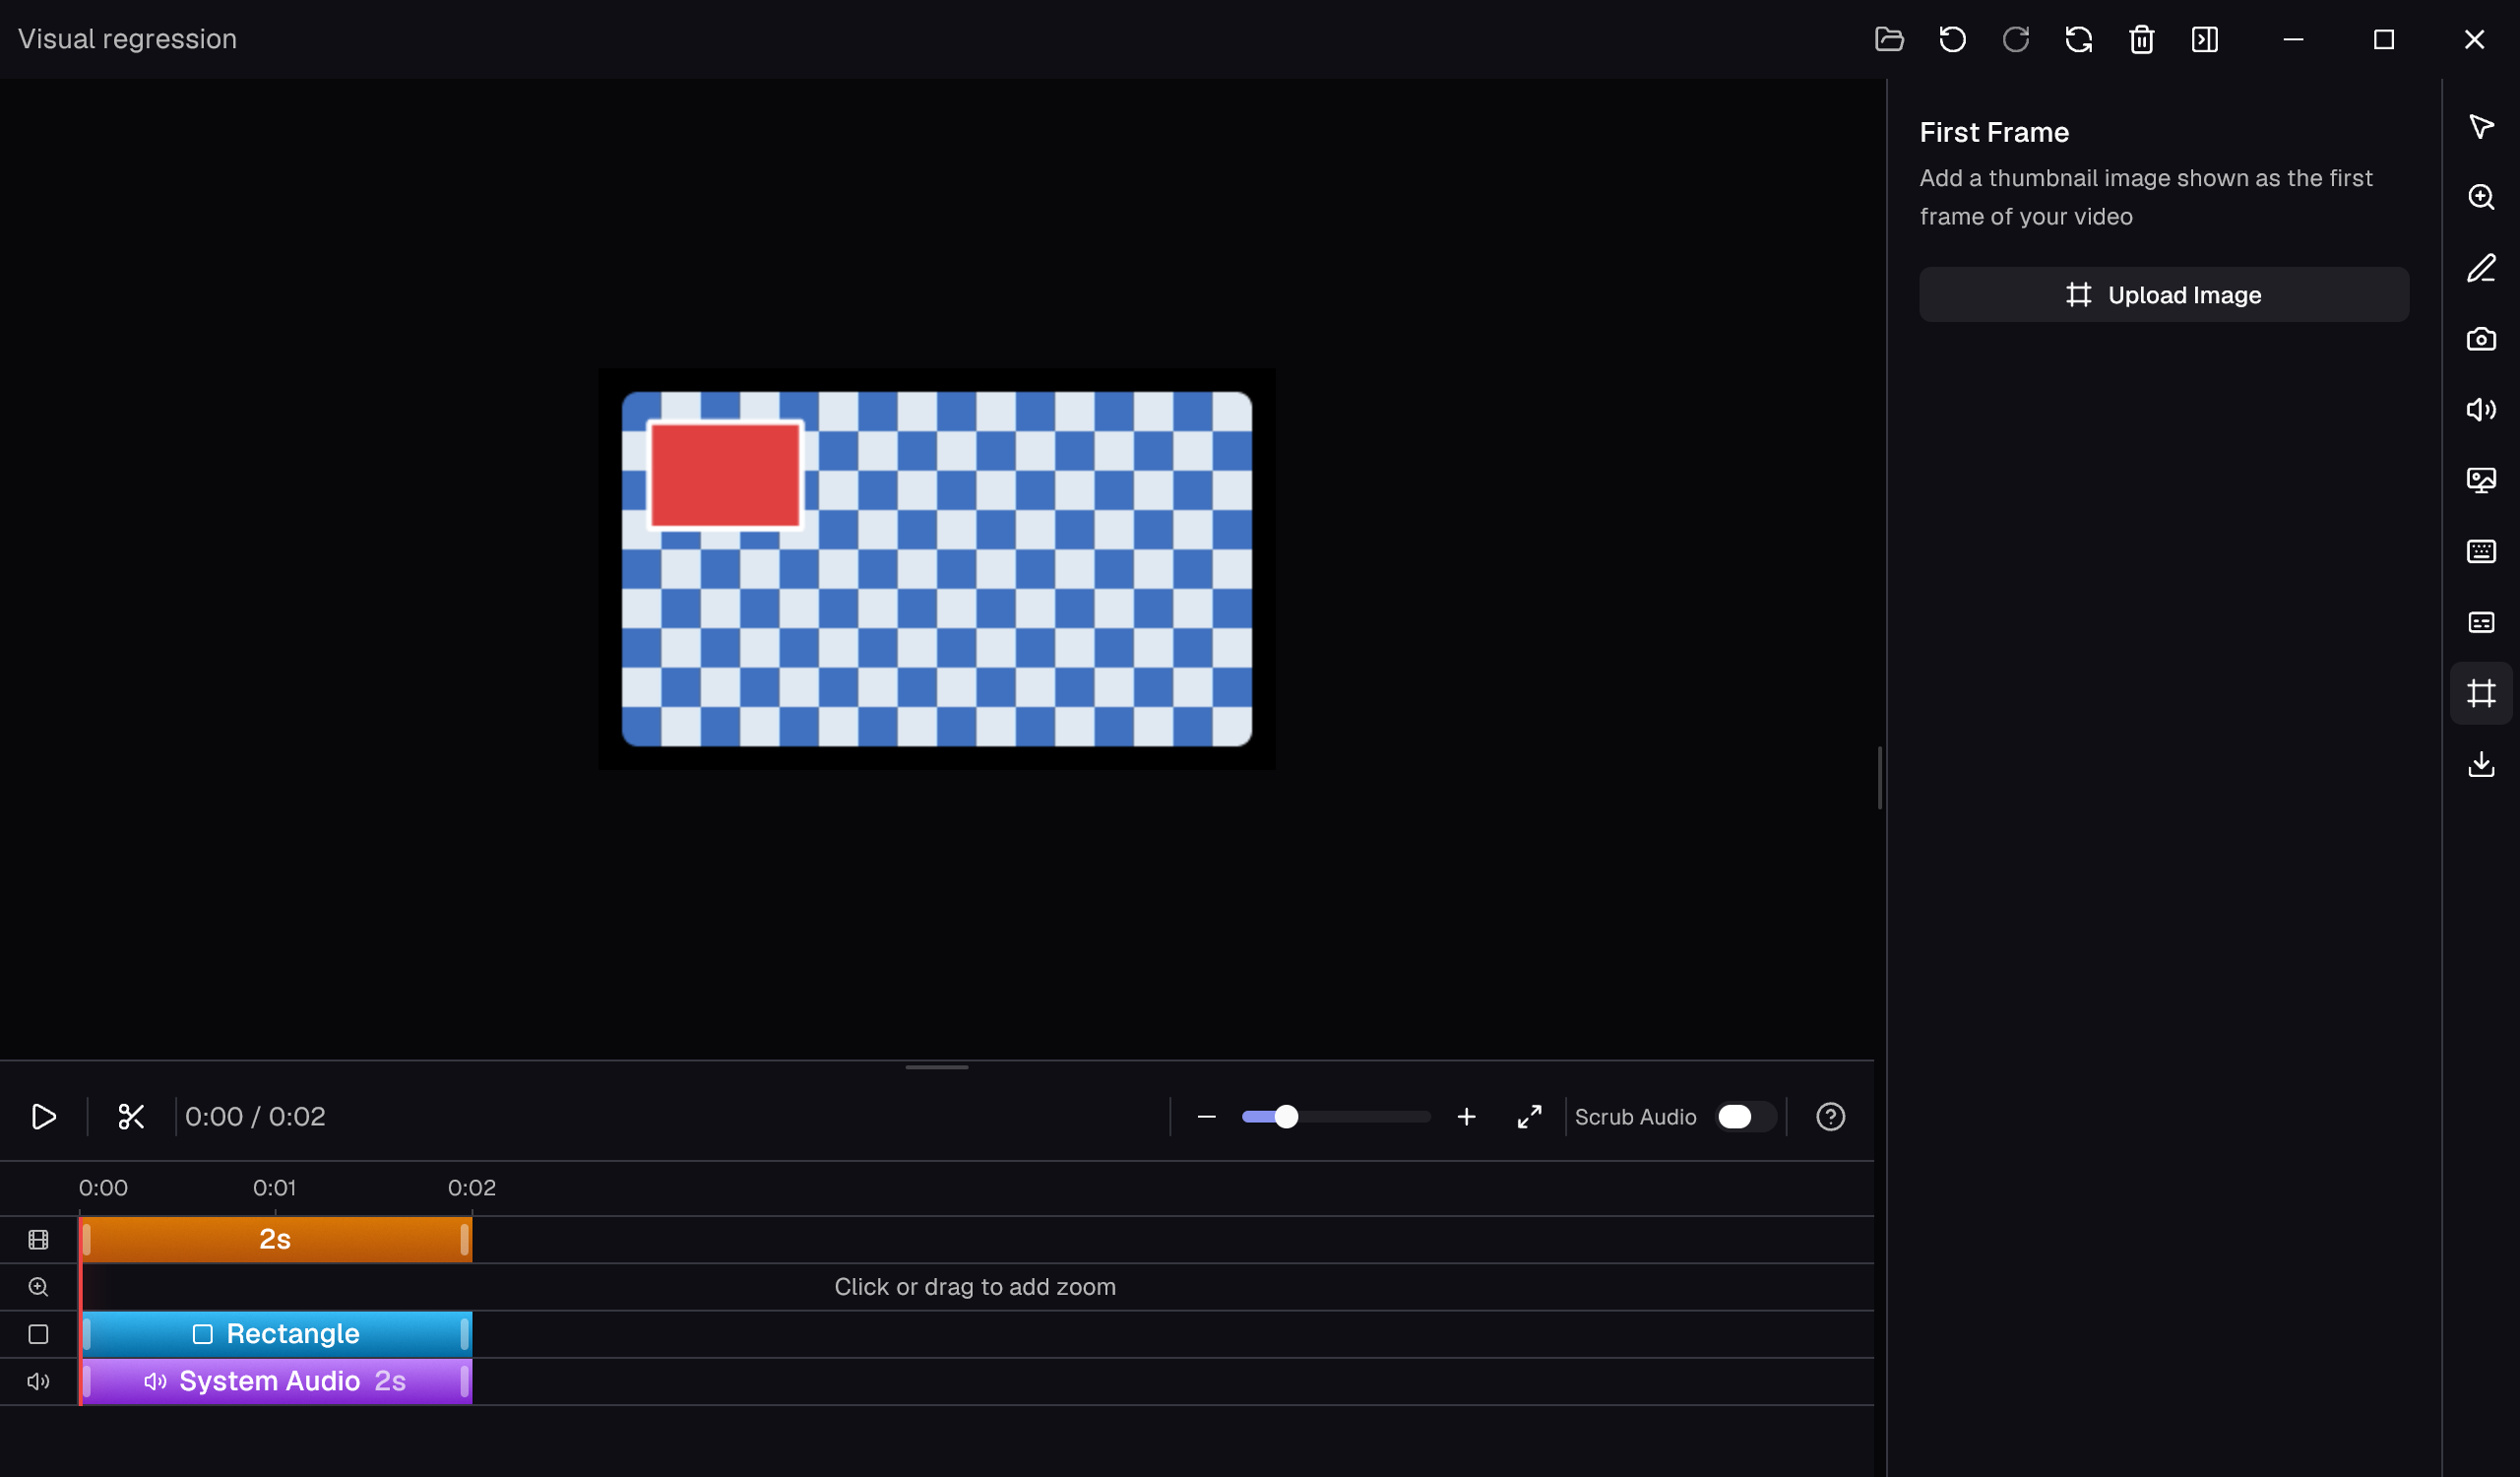 Visual regression
First Frame
Add a thumbnail image shown as the first
frame of your video
Upload Image
0:00 / 0:02
Scrub Audio
0:00 0:01 0:02
2s
Click or drag to add zoom
Rectangle
System Audio 2s